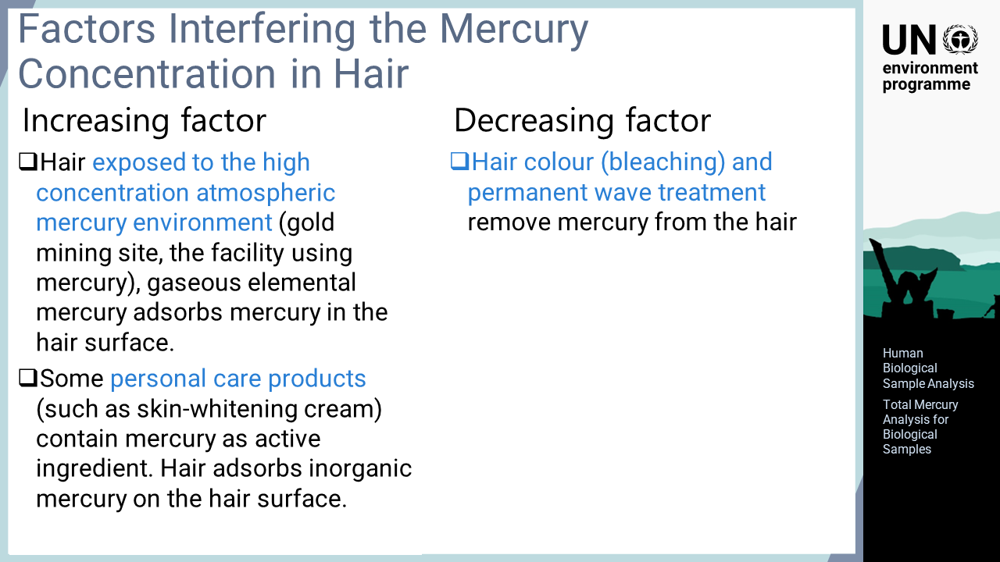 Factors Interfering the Mercury
Concentration in Hair
Increasing factor
❑Hair exposed to the high
concentration atmospheric
mercury environment (gold
mining site, the facility using
mercury), gaseous elemental
mercury adsorbs mercury in the
hair surface.
❑Some personal care products
(such as skin-whitening cream)
contain mercury as active
ingredient. Hair adsorbs inorganic
mercury on the hair surface.
Decreasing factor
❑Hair colour (bleaching) and
permanent wave treatment
remove mercury from the hair
UN
environment
programme
Human
Biological
Sample Analysis
Total Mercury
Analysis for
Biological
Samples